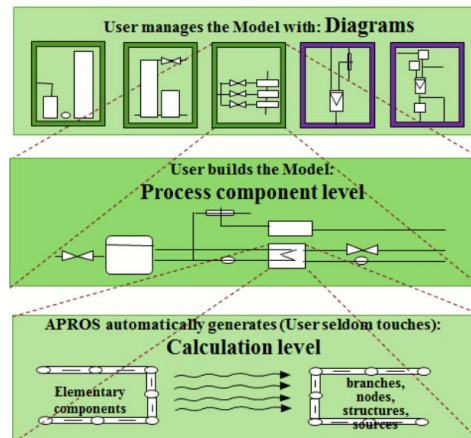 User manages the Model with: Diagrams
User builds the Model:
Process component level
APROS automatically generates (User seldom touches):
Calculation level
Elementary
components
branches,
nodes,
structures,
sources